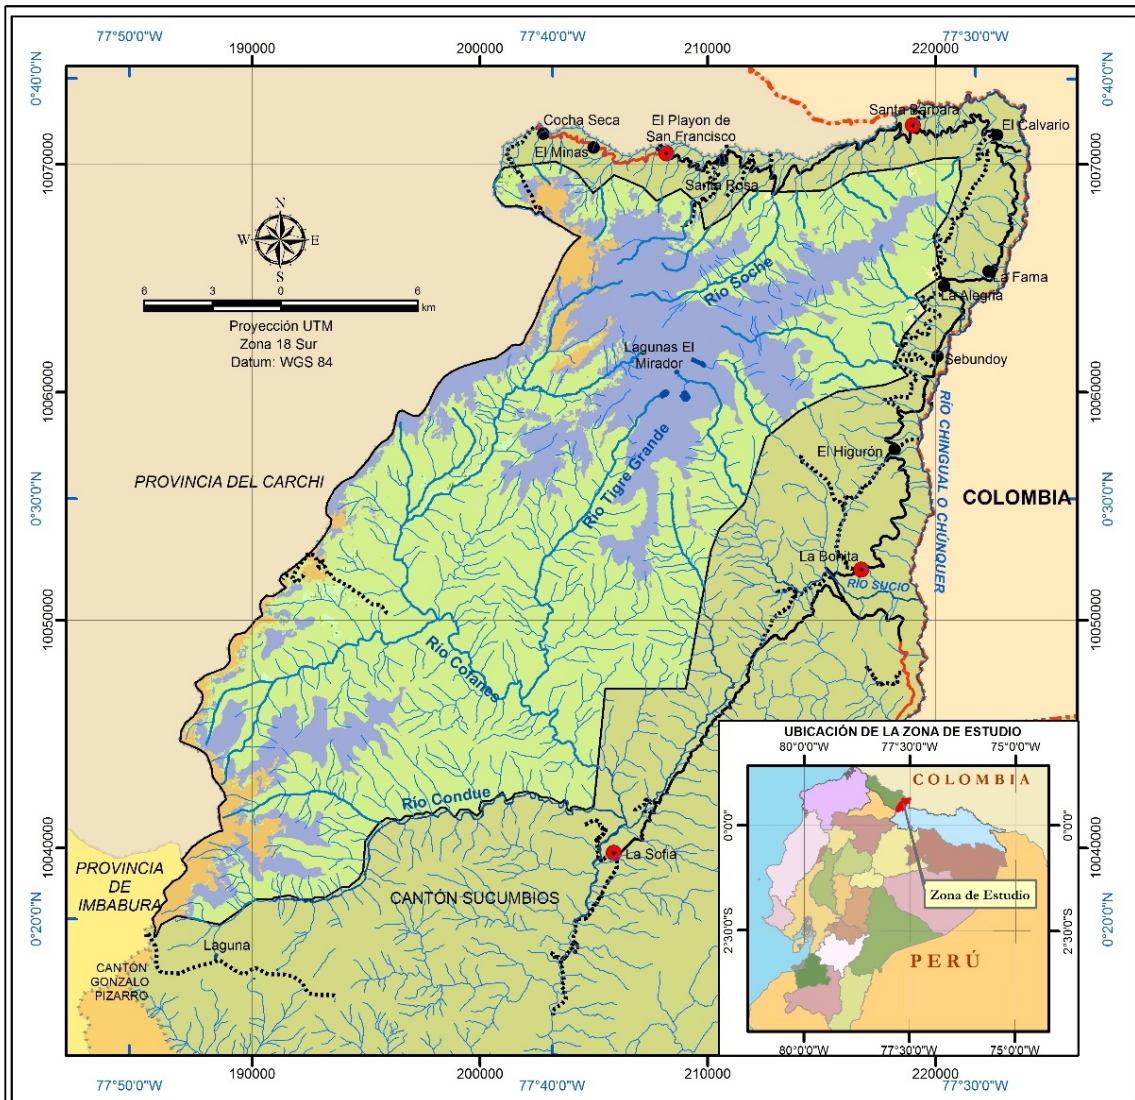 77°50'0"W
77°40'0"W
77°30'0"W
190000
200000
210000
220000
0°40'0"N
0°40'0"N
Santa Barbara
Cocha Seca
El Playon de
San Francisco
El Calvario
El Minas
Santa Rosa
10070000
10070000
N
W
E
S
6
3
0
6
km
Proyección UTM
Zona 18 Sur
Datum: WGS 84
Río Soche
La Fama
La Alegria
Lagunas El
Mirador
Sebundoy
10060000
10060000
Río Tigre Grande
RÍO CHINGUAL O CHÚNQUER
El Higurón
PROVINCIA DEL CARCHI
COLOMBIA
0°30'0"N
0°30'0"N
La Bonita
RÍO SUCIO
10050000
10050000
Río Cofanes
Río Condue
La Sofia
10040000
10040000
PROVINCIA
DE
IMBABURA
CANTÓN SUCUMBIOS
0°20'0"N
0°20'0"N
Laguna
CANTÓN
GONZALO
PIZARRO
UBICACIÓN DE LA ZONA DE ESTUDIO
80°0'0"W
77°30'0"W
75°0'0"W
COLOMBIA
0°0'0"
0°0'0"
Zona de Estudio
2°30'0"S
2°30'0"S
PERÚ
80°0'0"W
77°30'0"W
75°0'0"W
190000
200000
210000
220000
77°50'0"W
77°40'0"W
77°30'0"W